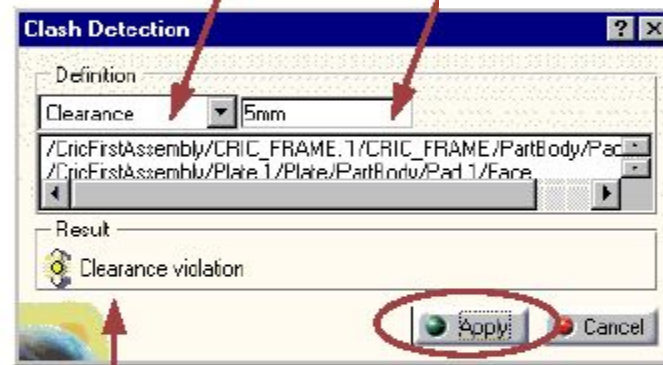 Clash Detection
Definition
Clearance 5mm
/CricFirstAssembly/CRIC_FRAME.1/CRIC_FRAME/PartBody/Pad
/CricFirstAssembly/Plate.1/Plate/PartBody/Pad.1/Face
Result
Clearance violation
Apply Cancel